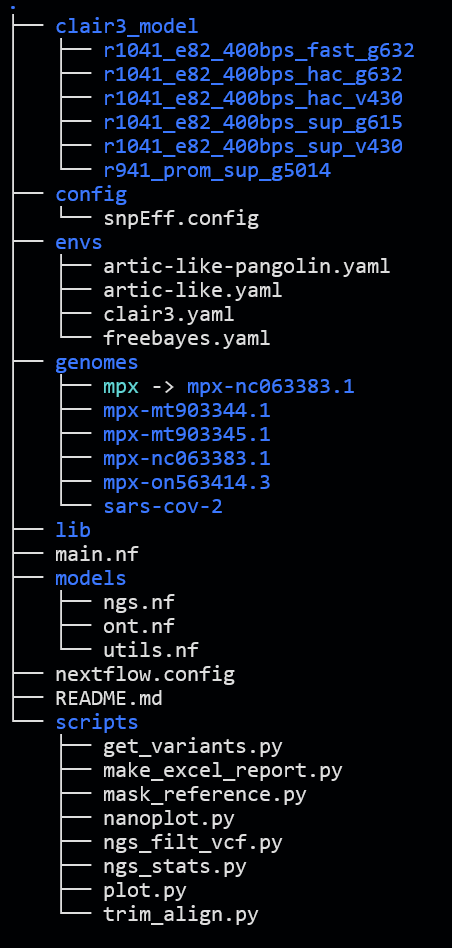 .
├── clair3_model
│   ├── r1041_e82_400bps_fast_g632
│   ├── r1041_e82_400bps_hac_g632
│   ├── r1041_e82_400bps_hac_v430
│   ├── r1041_e82_400bps_sup_g615
│   ├── r1041_e82_400bps_sup_v430
│   └── r941_prom_sup_g5014
├── config
│   └── snpEff.config
├── envs
│   ├── artic-like-pangolin.yaml
│   ├── artic-like.yaml
│   ├── clair3.yaml
│   └── freebayes.yaml
├── genomes
│   ├── mpx -> mpx-nc063383.1
│   ├── mpx-mt903344.1
│   ├── mpx-mt903345.1
│   ├── mpx-nc063383.1
│   ├── mpx-on563414.3
│   └── sars-cov-2
├── lib
├── main.nf
├── models
│   ├── ngs.nf
│   ├── ont.nf
│   └── utils.nf
├── nextflow.config
├── README.md
└── scripts
    ├── get_variants.py
    ├── make_excel_report.py
    ├── mask_reference.py
    ├── nanoplot.py
    ├── ngs_filt_vcf.py
    ├── ngs_stats.py
    ├── plot.py
    └── trim_align.py